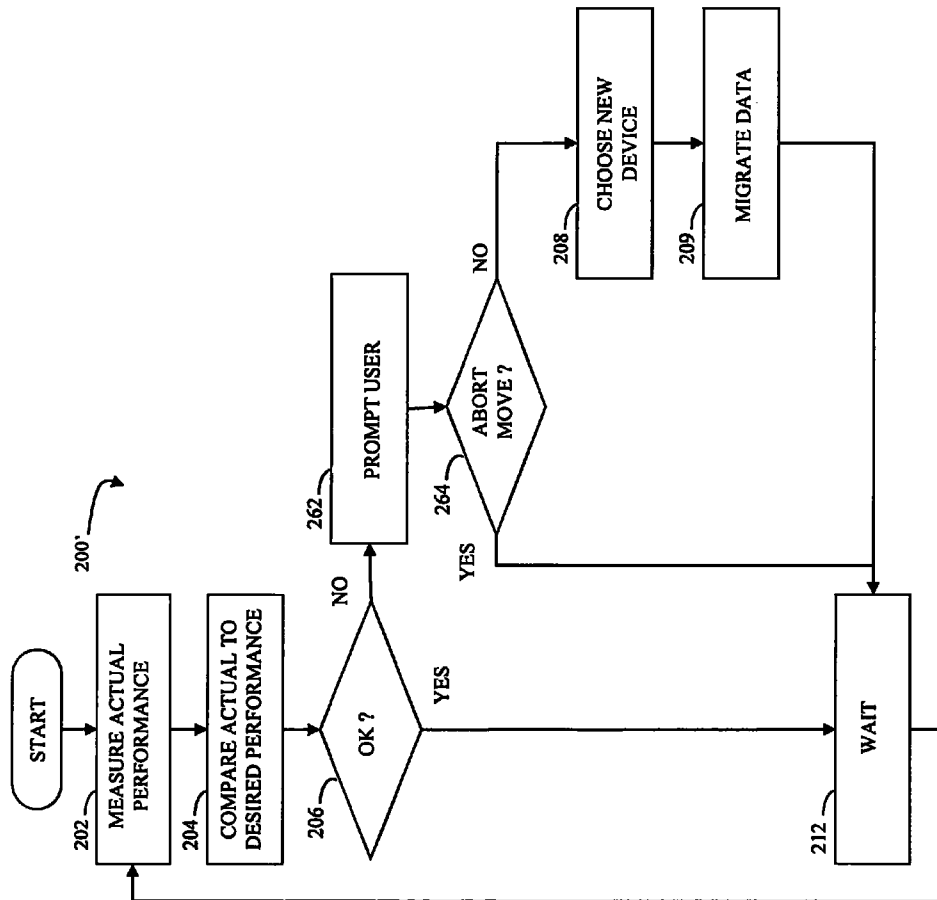 200'
START
202
MEASURE ACTUAL
PERFORMANCE
204
COMPARE ACTUAL TO
DESIRED PERFORMANCE
206
OK ?
NO
YES
262
PROMPT USER
264
ABORT
MOVE ?
NO
YES
208
CHOOSE NEW
DEVICE
209
MIGRATE DATA
212
WAIT